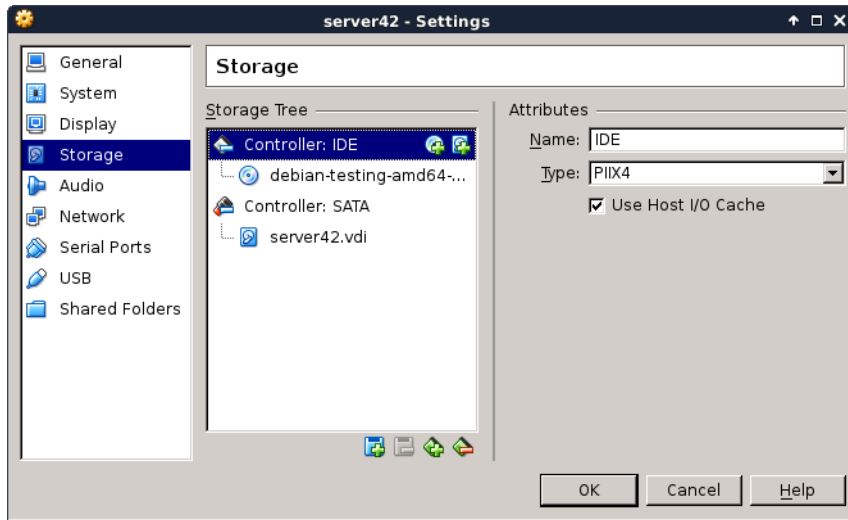 server42 - Settings
General
System
Display
Storage
Audio
Network
Serial Ports
USB
Shared Folders
Storage
Storage Tree
Controller: IDE
debian-testing-amd64-...
Controller: SATA
server42.vdi
Attributes
Name: IDE
Type: PIIX4
Use Host I/O Cache
OK
Cancel
Help